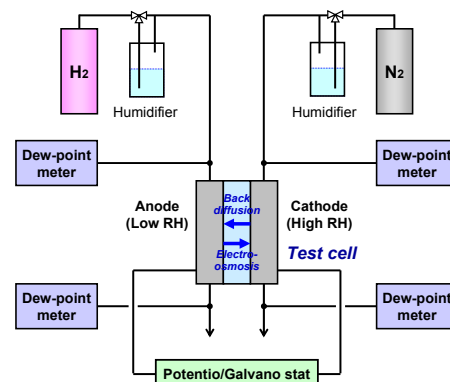 H2
N2
Humidifier
Humidifier
Dew-point
meter
Dew-point
meter
Anode
(Low RH)
Back
diffusion
Electro-
osmosis
Cathode
(High RH)
Test cell
Dew-point
meter
Dew-point
meter
Potentio/Galvano stat